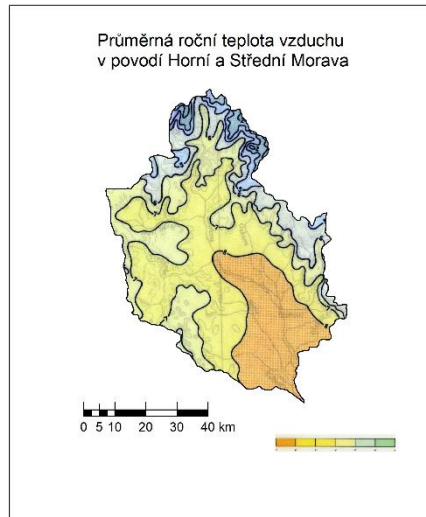 Průměrná roční teplota vzduchu
v povodí Horní a Střední Morava
0 5 10 20 30 40 km